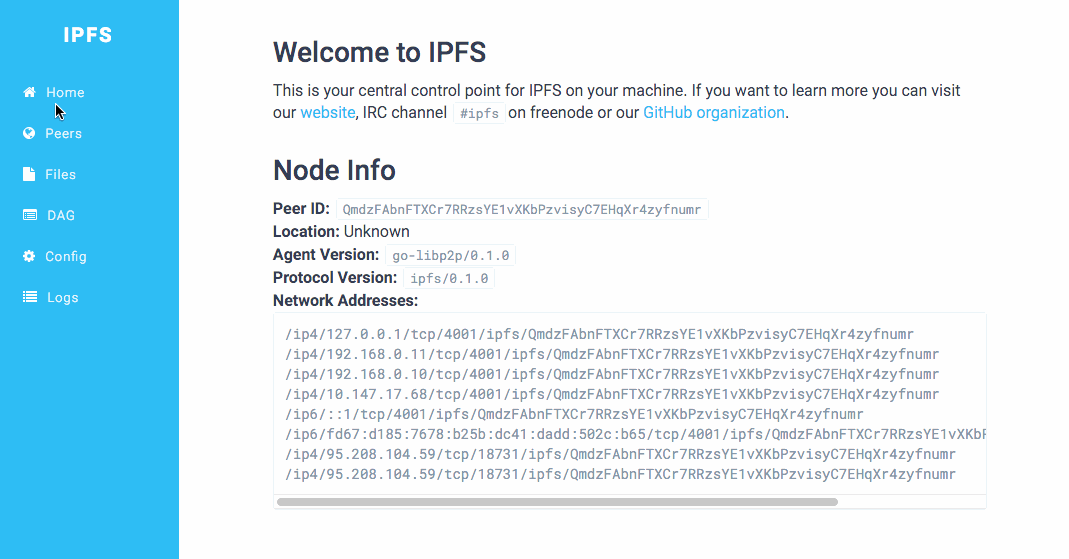 IPFS
Home
Peers
Files
DAG
Config
Logs
Welcome to IPFS
This is your central control point for IPFS on your machine. If you want to learn more you can visit
our website, IRC channel #ipfs on freenode or our GitHub organization.
Node Info
Peer ID: QmdzFAbnFTXCr7RRzsYE1vXKbPzvisyC7EHqXr4zyfnumr
Location: Unknown
Agent Version: go-libp2p/0.1.0
Protocol Version: ipfs/0.1.0
Network Addresses:
/ip4/127.0.0.1/tcp/4001/ipfs/QmdzFAbnFTXCr7RRzsYE1vXKbPzvisyC7EHqXr4zyfnumr
/ip4/192.168.0.11/tcp/4001/ipfs/QmdzFAbnFTXCr7RRzsYE1vXKbPzvisyC7EHqXr4zyfnumr
/ip4/192.168.0.10/tcp/4001/ipfs/QmdzFAbnFTXCr7RRzsYE1vXKbPzvisyC7EHqXr4zyfnumr
/ip4/10.147.17.68/tcp/4001/ipfs/QmdzFAbnFTXCr7RRzsYE1vXKbPzvisyC7EHqXr4zyfnumr
/ip6/::1/tcp/4001/ipfs/QmdzFAbnFTXCr7RRzsYE1vXKbPzvisyC7EHqXr4zyfnumr
/ip6/fd67:d185:7678:b25b:dc41:dadd:502c:b65/tcp/4001/ipfs/QmdzFAbnFTXCr7RRzsYE1vXKbF
/ip4/95.208.104.59/tcp/18731/ipfs/QmdzFAbnFTXCr7RRzsYE1vXKbPzvisyC7EHqXr4zyfnumr
/ip4/95.208.104.59/tcp/18731/ipfs/QmdzFAbnFTXCr7RRzsYE1vXKbPzvisyC7EHqXr4zyfnumr